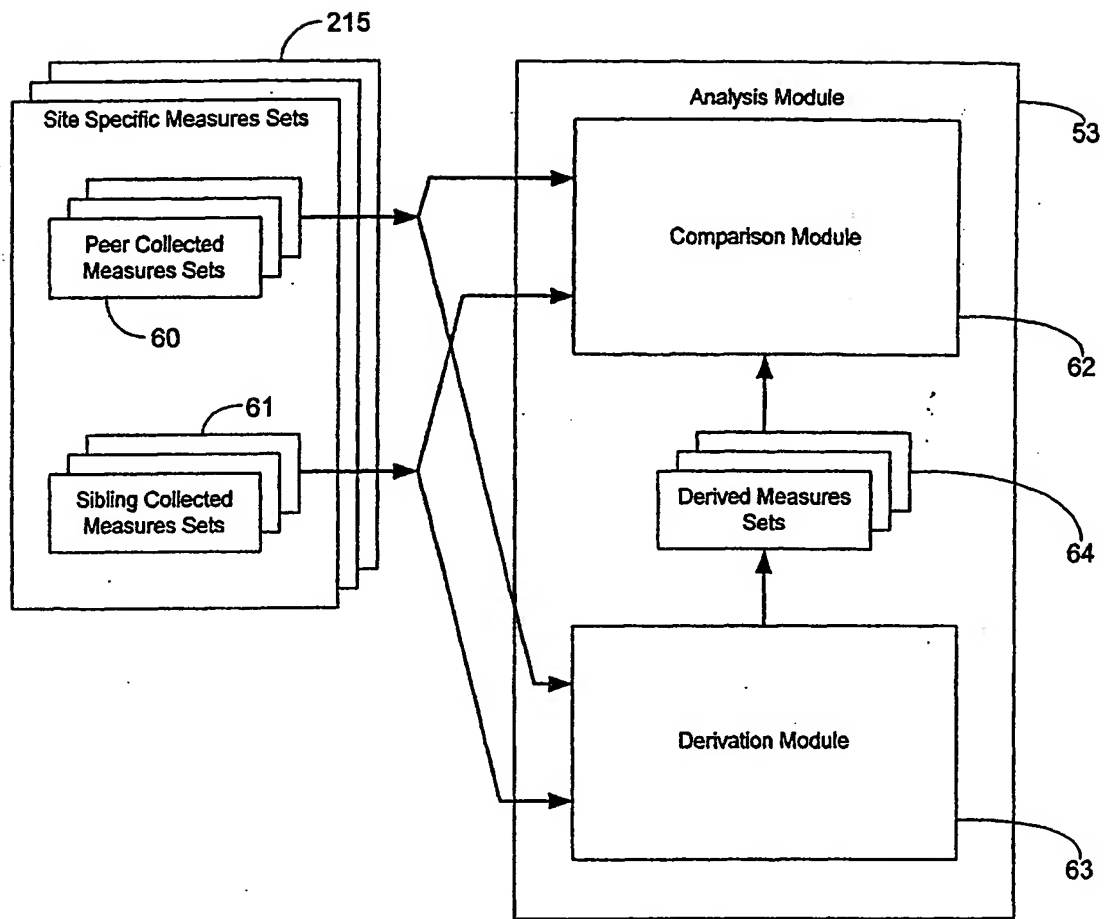 215
Site Specific Measures Sets
Peer Collected
Measures Sets
60
61
Sibling Collected
Measures Sets
Analysis Module
53
Comparison Module
62
Derived Measures
Sets
64
Derivation Module
63